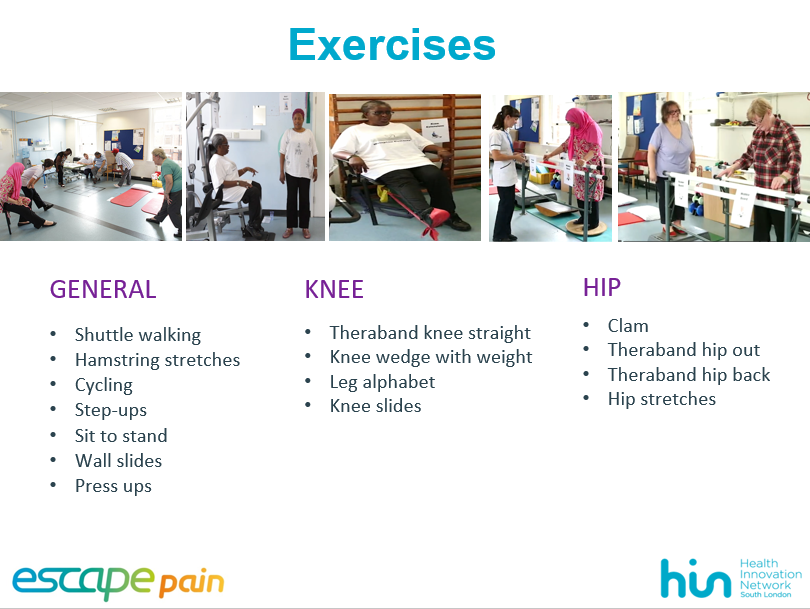 Exercises
GENERAL
• Shuttle walking
• Hamstring stretches
• Cycling
• Step-ups
• Sit to stand
• Wall slides
• Press ups
KNEE
• Theraband knee straight
• Knee wedge with weight
• Leg alphabet
• Knee slides
HIP
• Clam
• Theraband hip out
• Theraband hip back
• Hip stretches
escape pain
hin
Health
Innovation
Network
South London